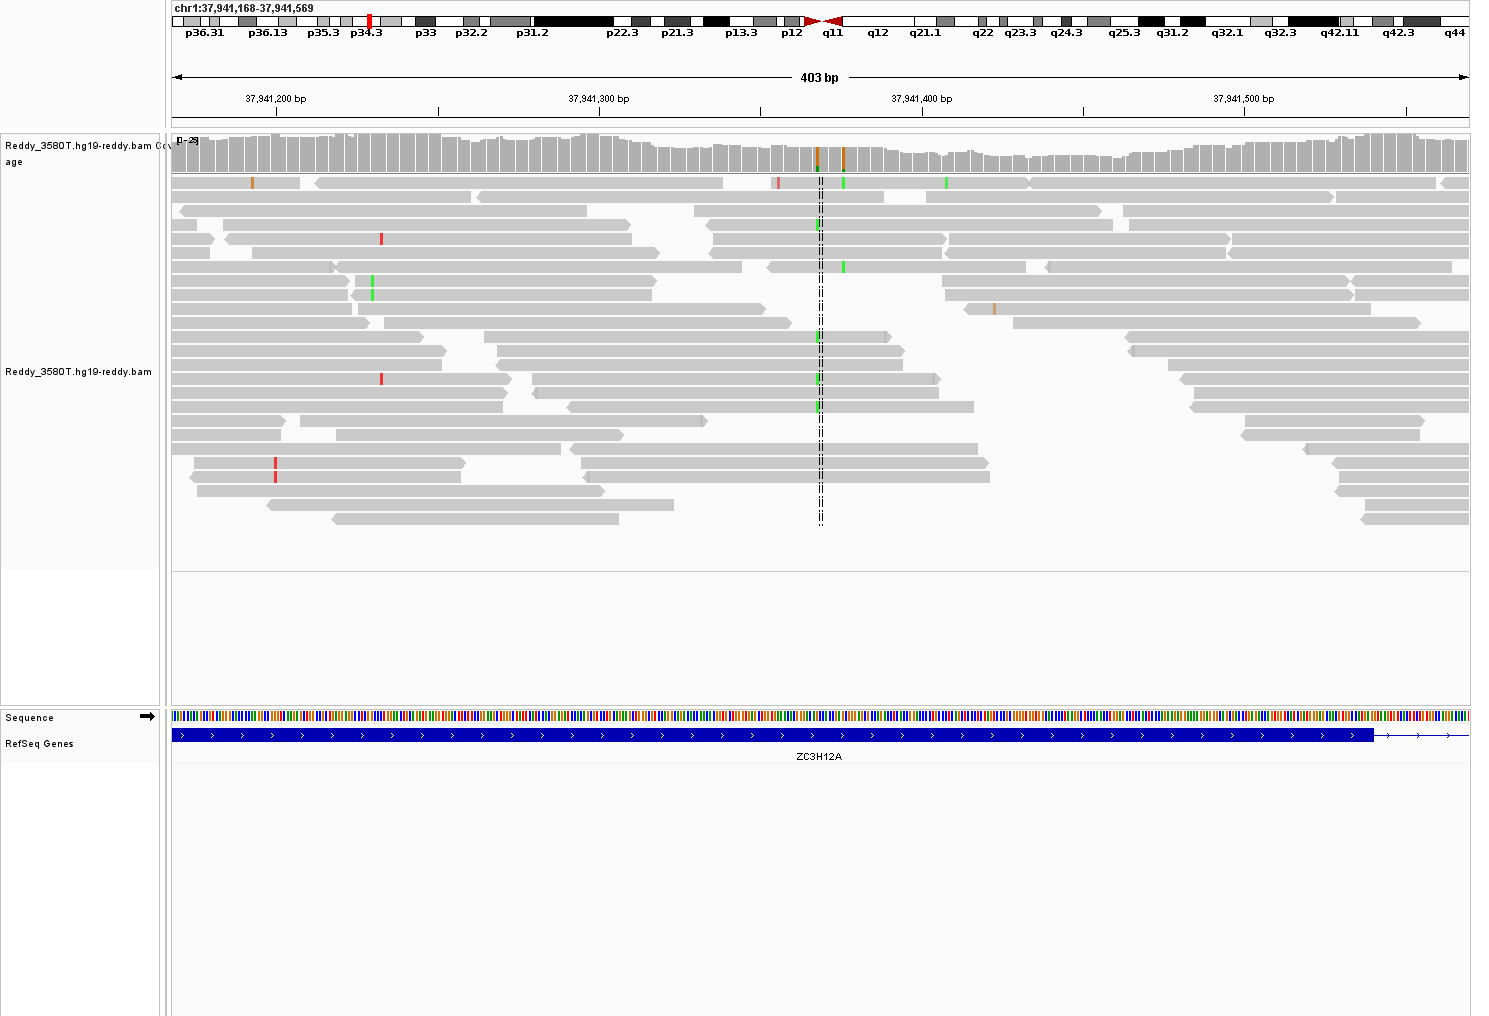 chr1:37,941,168-37,941,569
p36.31 p36.13 p35.3 p34.3 p33 p32.2 p31.2 p22.3 p21.3 p13.3 p12 q11 q12 q21.1 q22 q23.3 q24.3 q25.3 q31.2 q32.1 q32.3 q42.11 q42.3 q44
403 bp
37,941,200 bp 37,941,300 bp 37,941,400 bp 37,941,500 bp
Reddy_3580T.hg19-reddy.bam Cov
age
Reddy_3580T.hg19-reddy.bam
Sequence
RefSeq Genes
ZC3H12A